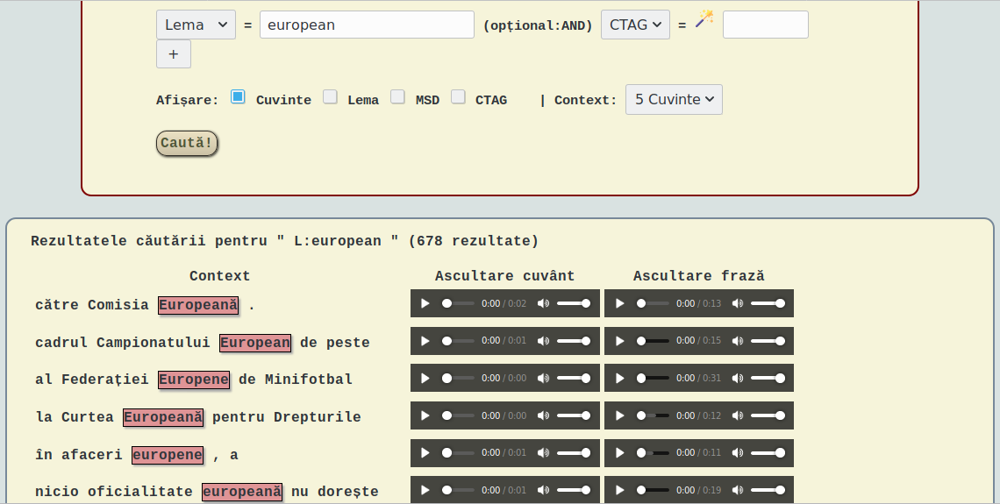 Lema = european (opțional:AND) CTAG =
+
Afișare: Cuvinte Lema MSD CTAG | Context: 5 Cuvinte
Caută!
Rezultatele căutării pentru " L:european " (678 rezultate)
Context Ascultare cuvânt Ascultare frază
către Comisia Europeană . 0:00 / 0:02 0:00 / 0:13
cadrul Campionatului European de peste 0:00 / 0:01 0:00 / 0:15
al Federației Europene de Minifotbal 0:00 / 0:00 0:00 / 0:31
la Curtea Europeană pentru Drepturile 0:00 / 0:00 0:00 / 0:12
în afaceri europene , a 0:00 / 0:01 0:00 / 0:11
nicio oficialitate europeană nu dorește 0:00 / 0:01 0:00 / 0:19